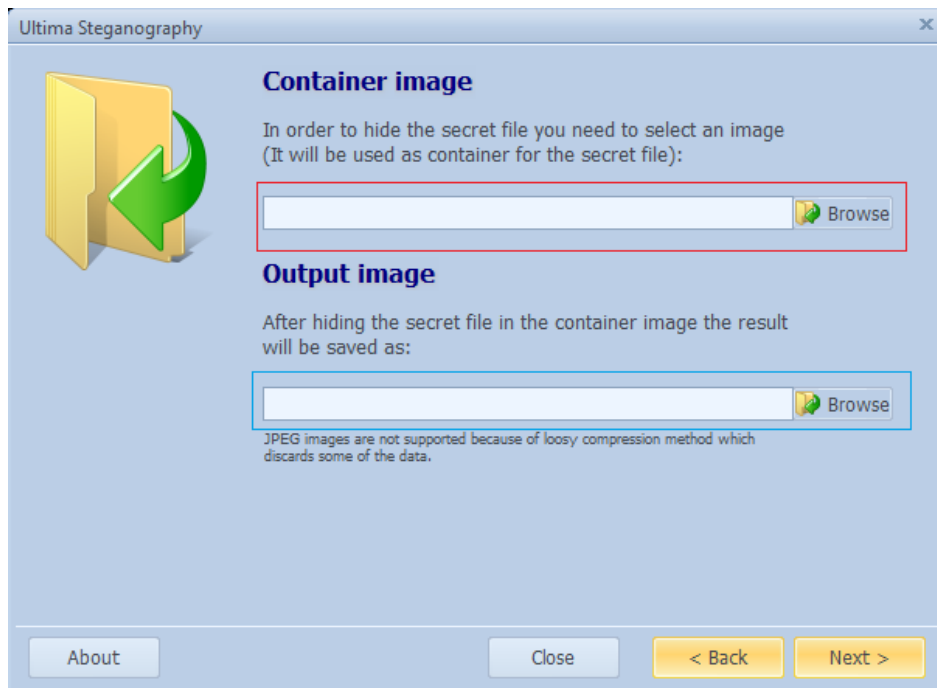 Ultima Steganography
Container image
In order to hide the secret file you need to select an image
(It will be used as container for the secret file):
Browse
Output image
After hiding the secret file in the container image the result
will be saved as:
Browse
JPEG images are not supported because of loosy compression method which
discards some of the data.
About
Close
< Back
Next >